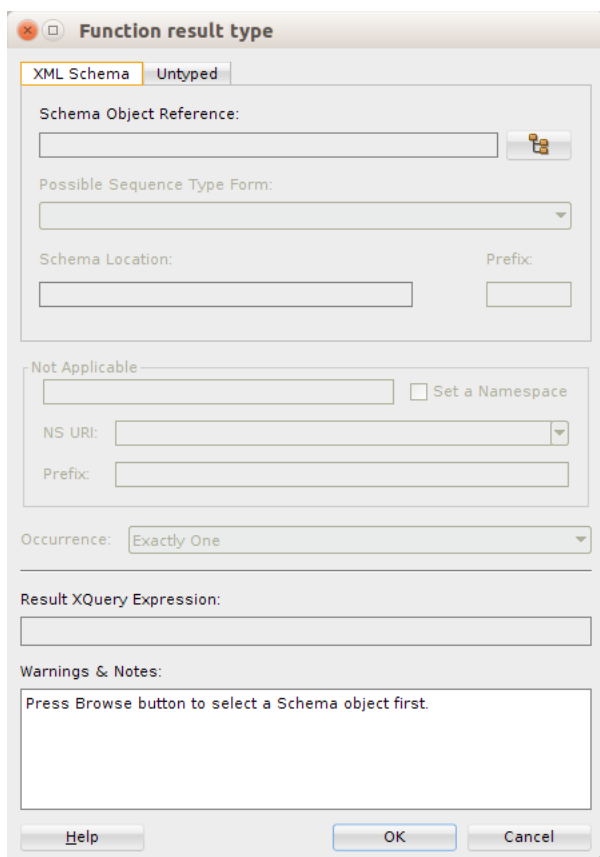 Function result type
XML Schema
Untyped
Schema Object Reference:
Possible Sequence Type Form:
Schema Location:
Prefix:
Not Applicable
Set a Namespace
NS URI:
Prefix:
Occurrence:
Exactly One
Result XQuery Expression:
Warnings & Notes:
Press Browse button to select a Schema object first.
Help
OK
Cancel